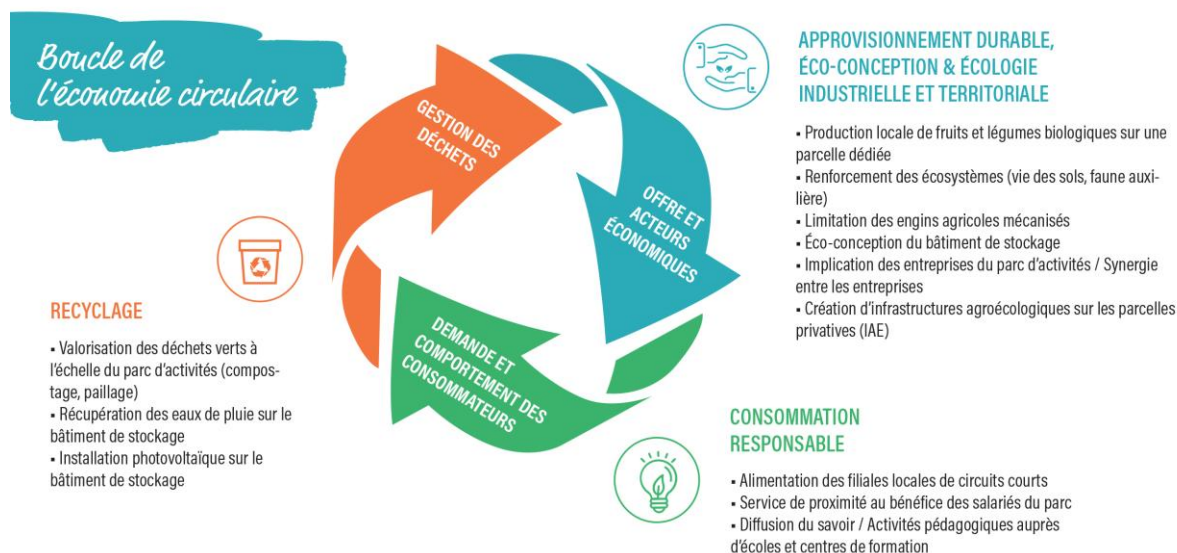 Boucle de
l'économie circulaire
GESTION DES
DÉCHETS
OFFRE ET
ACTEURS
ÉCONOMIQUES
DEMANDE ET
COMPORTEMENT DES
CONSOMMATEURS
APPROVISIONNEMENT DURABLE,
ÉCO-CONCEPTION & ÉCOLOGIE
INDUSTRIELLE ET TERRITORIALE
▪ Production locale de fruits et légumes biologiques sur une
parcelle dédiée
▪ Renforcement des écosystèmes (vie des sols, faune auxi-
lière)
▪ Limitation des engins agricoles mécanisés
▪ Éco-conception du bâtiment de stockage
▪ Implication des entreprises du parc d'activités / Synergie
entre les entreprises
▪ Création d'infrastructures agroécologiques sur les parcelles
privatives (IAE)
RECYCLAGE
▪ Valorisation des déchets verts à
l'échelle du parc d'activités (compos-
tage, paillage)
▪ Récupération des eaux de pluie sur le
bâtiment de stockage
▪ Installation photovoltaïque sur le
bâtiment de stockage
CONSOMMATION
RESPONSABLE
▪ Alimentation des filiales locales de circuits courts
▪ Service de proximité au bénéfice des salariés du parc
▪ Diffusion du savoir / Activités pédagogiques auprès
d'écoles et centres de formation